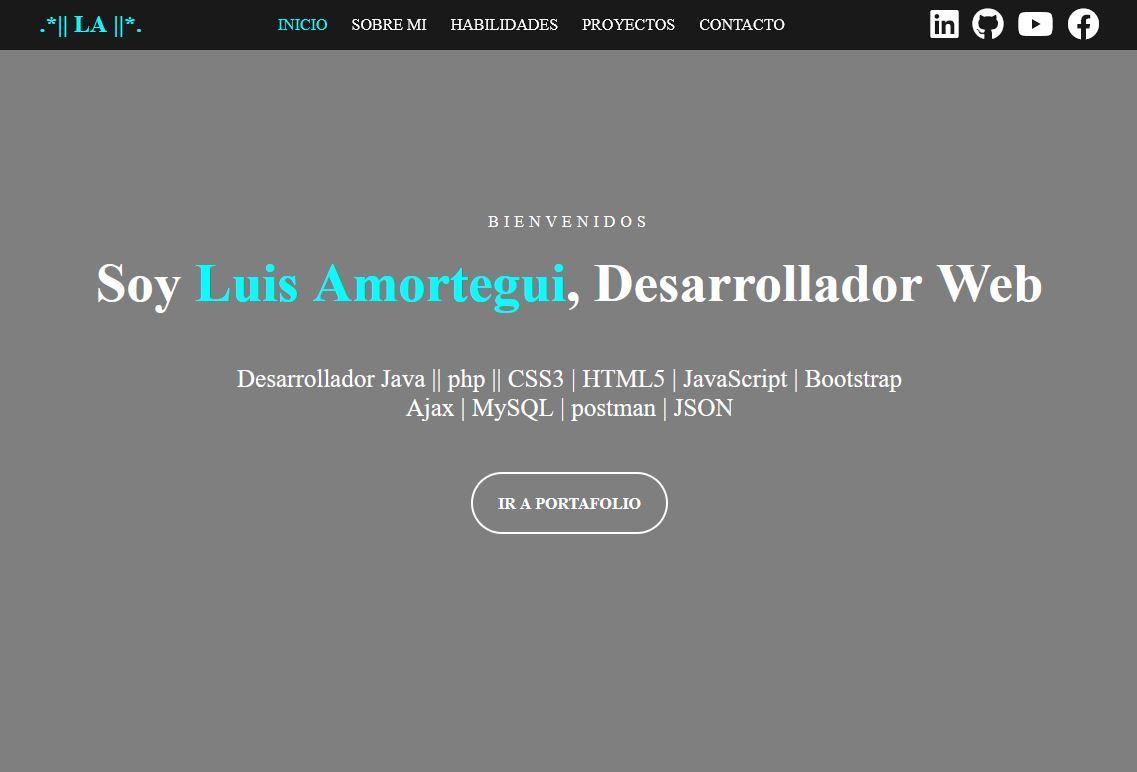 .*|| LA ||*.
INICIO SOBRE MI HABILIDADES PROYECTOS CONTACTO
BIENVENIDOS
Soy Luis Amortegui, Desarrollador Web
Desarrollador Java || php || CSS3 | HTML5 | JavaScript | Bootstrap
Ajax | MySQL | postman | JSON
IR A PORTAFOLIO